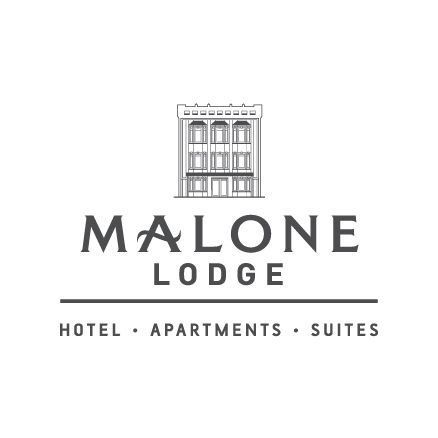 MALONE
LODGE
HOTEL • APARTMENTS • SUITES